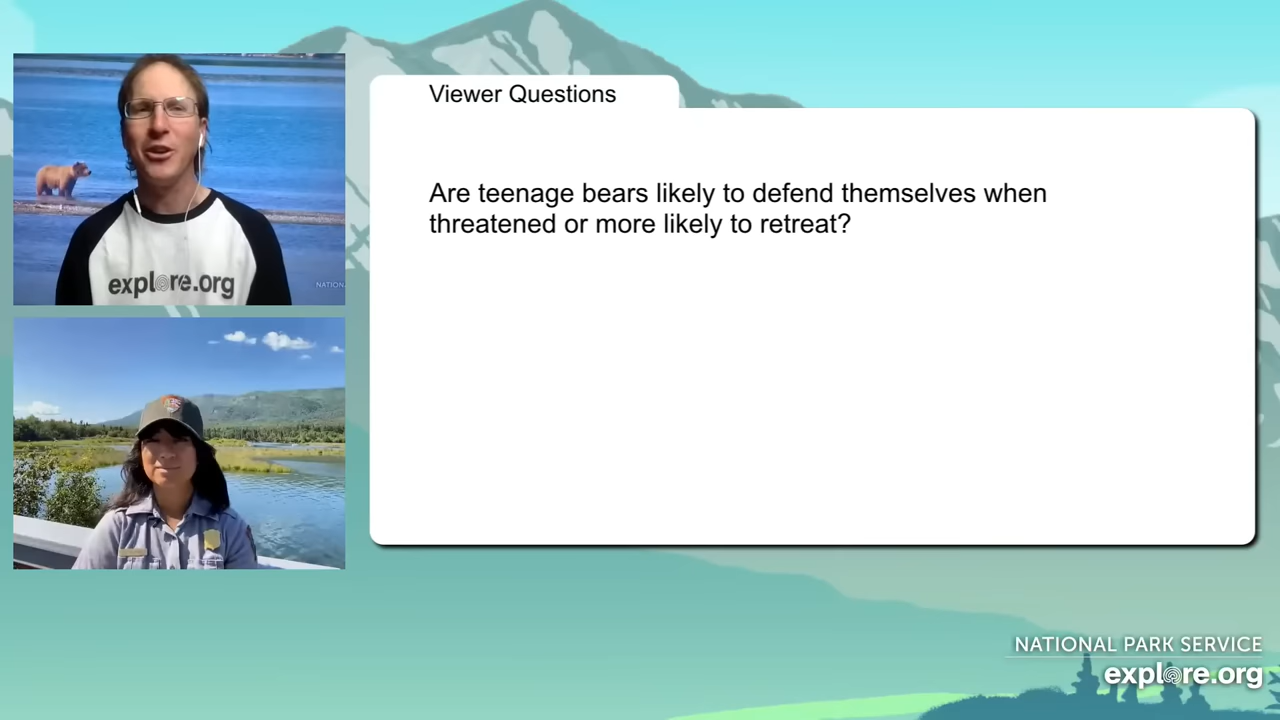 Viewer Questions
Are teenage bears likely to defend themselves when
threatened or more likely to retreat?
explore.org
NATION
NATIONAL PARK SERVICE
explore.org